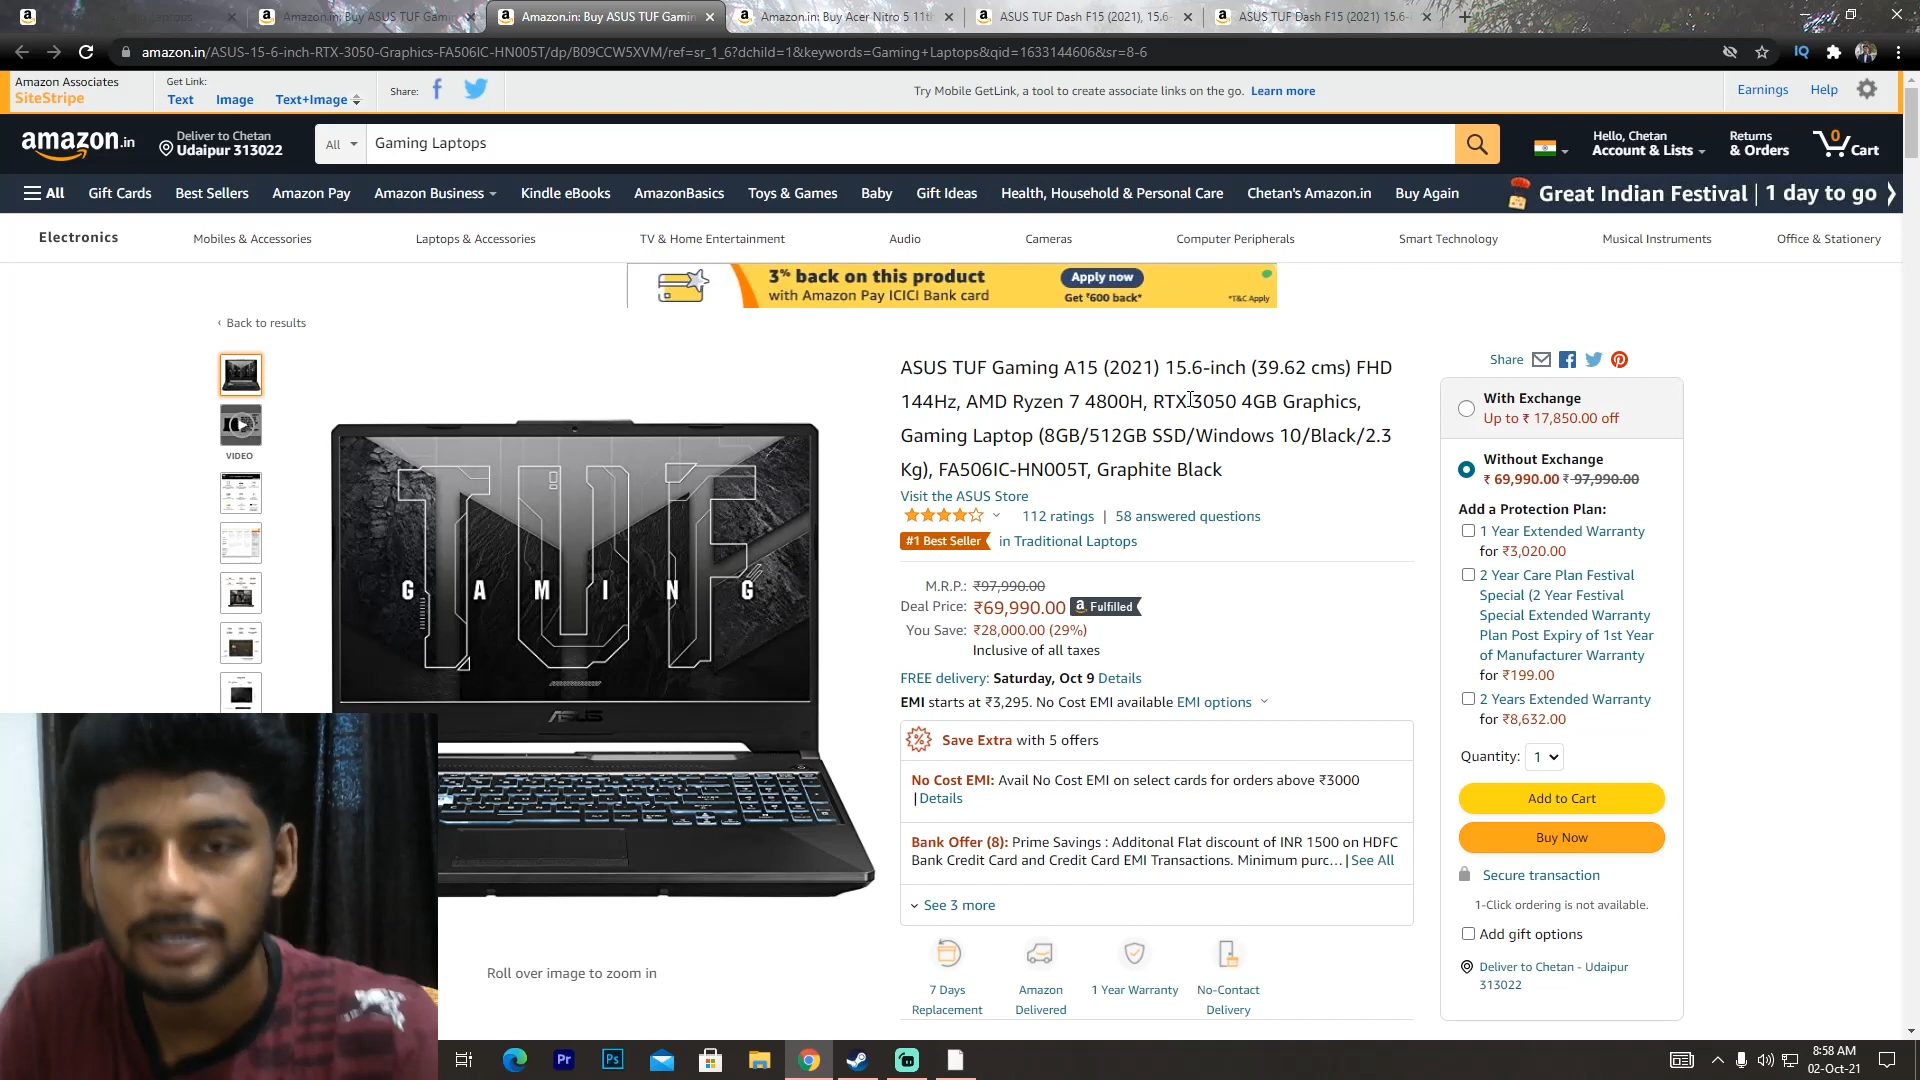 Laptops
Amazon.in: Buy ASUS TUF Gamin
Amazon.in: Buy ASUS TUF Gamin
Amazon.in: Buy Acer Nitro 5 11th
ASUS TUF Dash F15 (2021), 15.6-
ASUS TUF Dash F15 (2021) 15.6-
amazon.in/ASUS-15-6-inch-RTX-3050-Graphics-FA506IC-HN005T/dp/B09CCW5XVM/ref=sr_1_6?dchild=1&keywords=Gaming+Laptops&qid=1633144606&sr=8-6
IQ
Amazon Associates
SiteStripe
Get Link:
Text Image Text+Image
Share:
Try Mobile GetLink, a tool to create associate links on the go. Learn more
Earnings Help
amazon.in
Deliver to Chetan
Udaipur 313022
All
Gaming Laptops
Hello, Chetan
Account & Lists
Returns
& Orders
0
Cart
All Gift Cards Best Sellers Amazon Pay Amazon Business Kindle eBooks AmazonBasics Toys & Games Baby Gift Ideas Health, Household & Personal Care Chetan's Amazon.in Buy Again
Great Indian Festival | 1 day to go
Electronics Mobiles & Accessories Laptops & Accessories TV & Home Entertainment Audio Cameras Computer Peripherals Smart Technology Musical Instruments Office & Stationery
3% back on this product
with Amazon Pay ICICI Bank card
Apply now
Get ₹600 back*
*T&C Apply
‹ Back to results
VIDEO
TUF
GAMING
ASUS
Roll over image to zoom in
ASUS TUF Gaming A15 (2021) 15.6-inch (39.62 cms) FHD
144Hz, AMD Ryzen 7 4800H, RTX 3050 4GB Graphics,
Gaming Laptop (8GB/512GB SSD/Windows 10/Black/2.3
Kg), FA506IC-HN005T, Graphite Black
Visit the ASUS Store
112 ratings | 58 answered questions
#1 Best Seller in Traditional Laptops
M.R.P.: ₹97,990.00
Deal Price: ₹69,990.00 a Fulfilled
You Save: ₹28,000.00 (29%)
Inclusive of all taxes
FREE delivery: Saturday, Oct 9 Details
EMI starts at ₹3,295. No Cost EMI available EMI options
Save Extra with 5 offers
No Cost EMI: Avail No Cost EMI on select cards for orders above ₹3000
|Details
Bank Offer (8): Prime Savings : Additonal Flat discount of INR 1500 on HDFC
Bank Credit Card and Credit Card EMI Transactions. Minimum purc... | See All
See 3 more
7 Days
Replacement
Amazon
Delivered
1 Year Warranty
No-Contact
Delivery
Share
With Exchange
Up to ₹ 17,850.00 off
Without Exchange
₹ 69,990.00 ₹ 97,990.00
Add a Protection Plan:
1 Year Extended Warranty
for ₹3,020.00
2 Year Care Plan Festival
Special (2 Year Festival
Special Extended Warranty
Plan Post Expiry of 1st Year
of Manufacturer Warranty
for ₹199.00
2 Years Extended Warranty
for ₹8,632.00
Quantity: 1
Add to Cart
Buy Now
Secure transaction
1-Click ordering is not available.
Add gift options
Deliver to Chetan - Udaipur
313022
Pr
Ps
8:58 AM
02-Oct-21